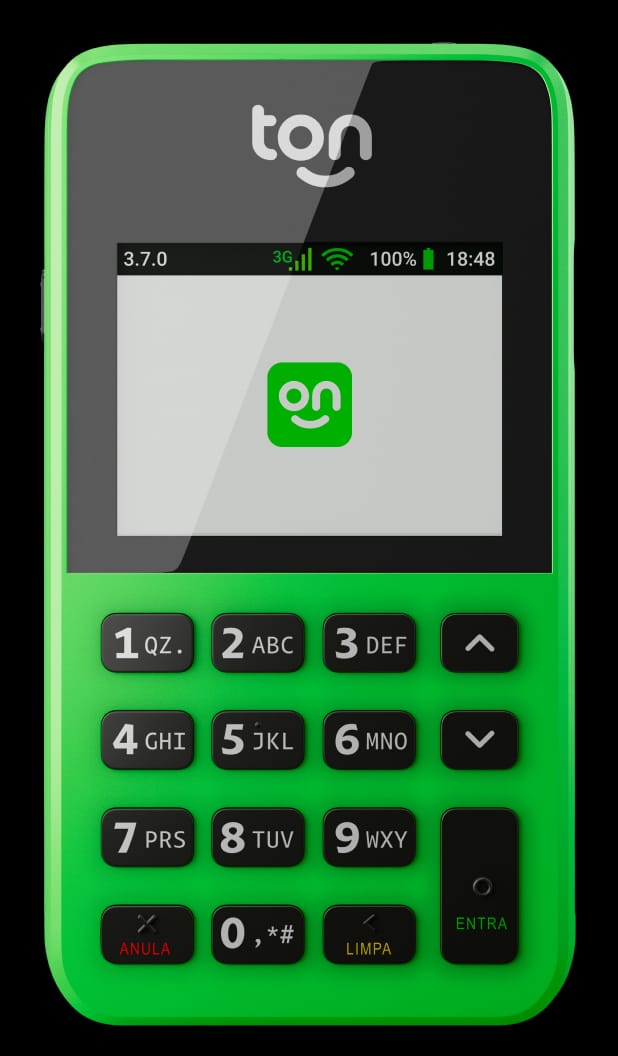 ton
3.7.0 3G 100% 18:48
on
1 QZ. 2 ABC 3 DEF
4 GHI 5 JKL 6 MNO
7 PRS 8 TUV 9 WXY
ENTRA
ANULA 0 ,*# LIMPA